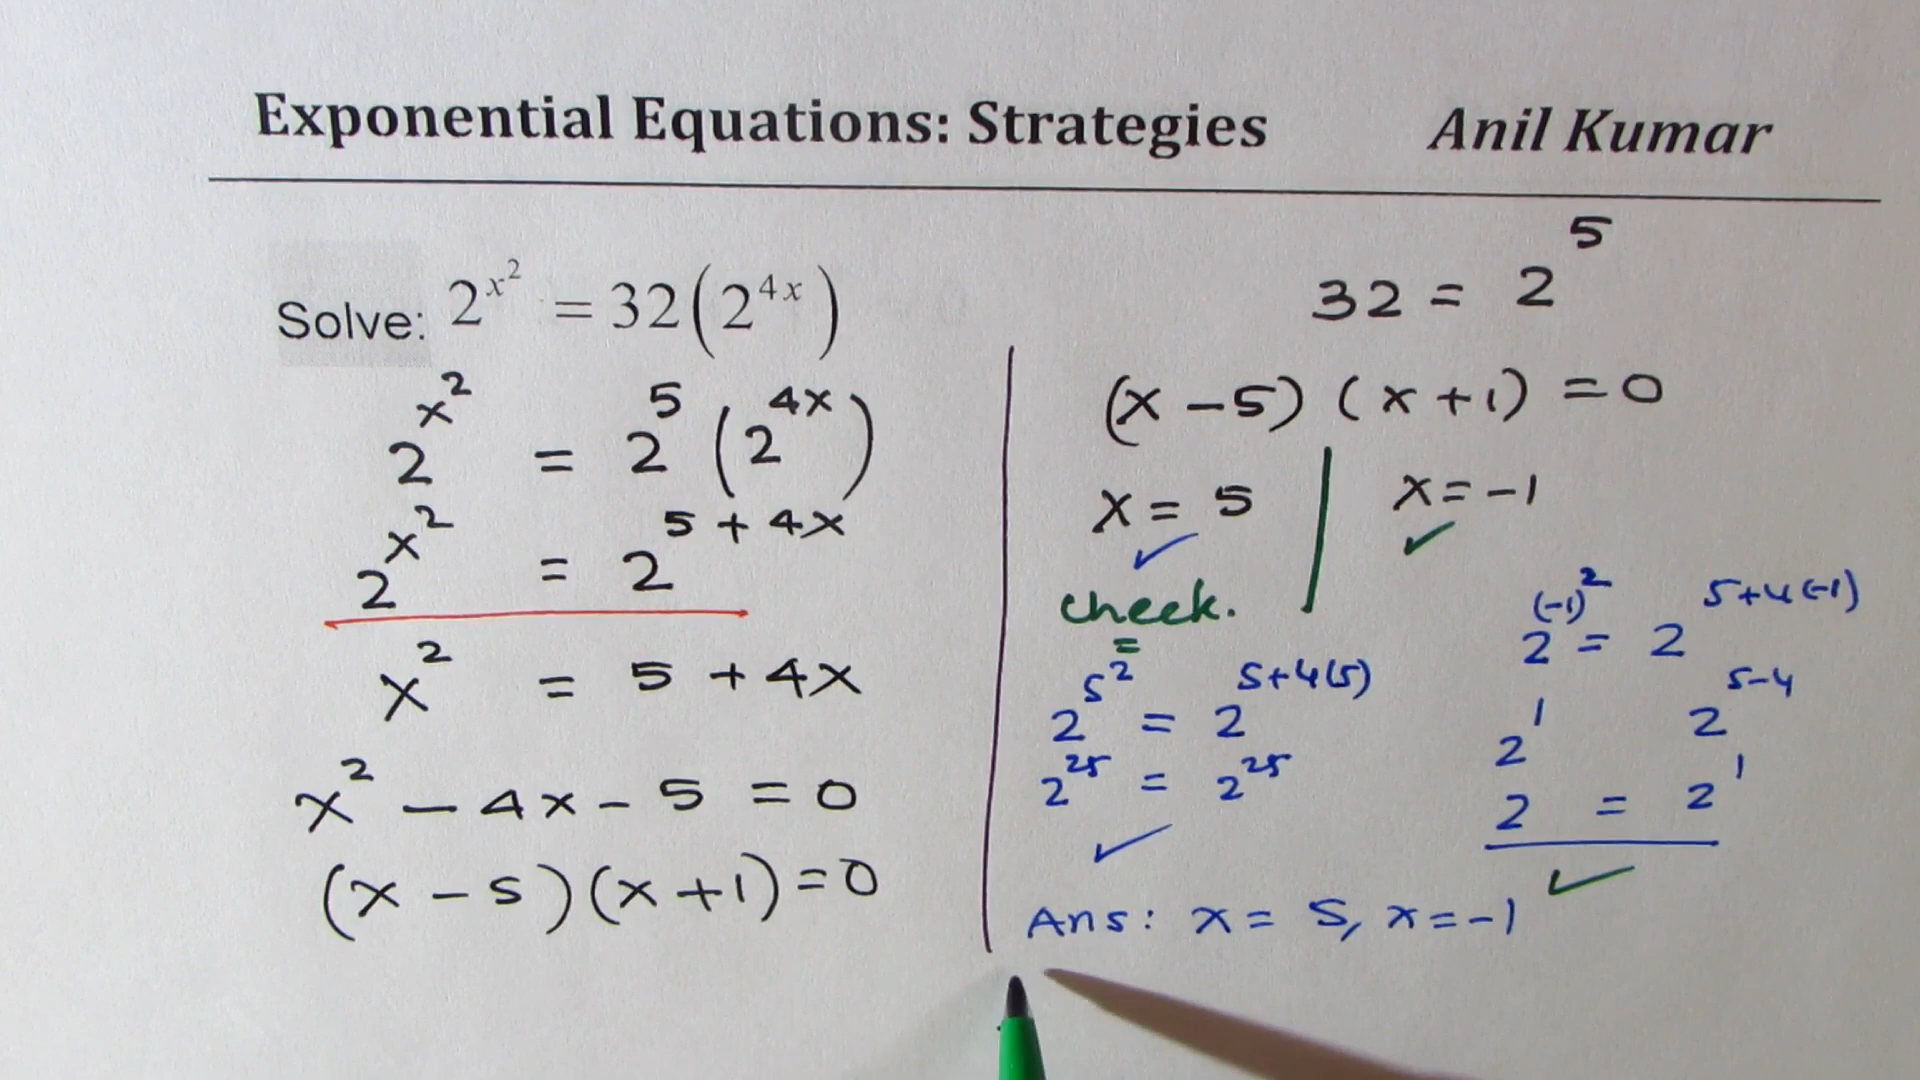 Exponential Equations: Strategies Anil Kumar
Solve: 2^{x^2} = 32(2^{4x})
2^{x^2} = 2^5 (2^{4x})
2^{x^2} = 2^{5 + 4x}
x^2 = 5 + 4x
x^2 - 4x - 5 = 0
(x - 5)(x + 1) = 0
32 = 2^5
(x - 5) (x + 1) = 0
x = 5 | x = -1
✓ ✓
check.
2^{5^2} = 2^{5+4(5)}
2^{25} = 2^{25}
✓
2^{(-1)^2} = 2^{5+4(-1)}
2^1 2^{5-4}
2 = 2^1
✓
Ans: x = 5, x = -1